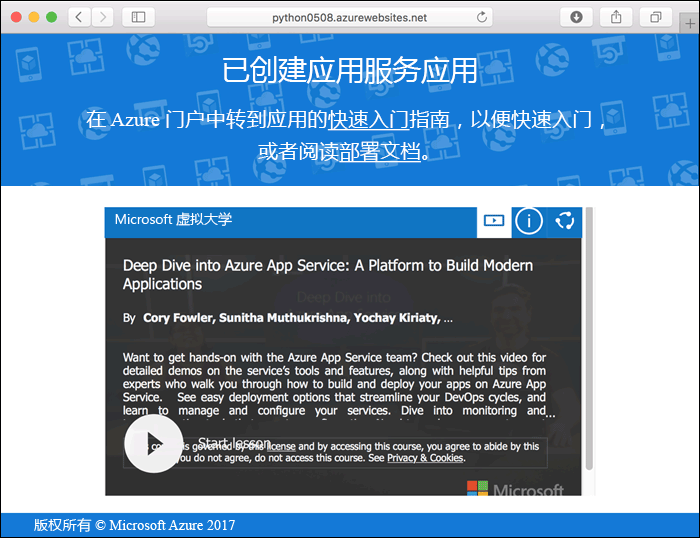 python0508.azurewebsites.net
已创建应用服务应用
在 Azure 门户中转到应用的快速入门指南，以便快速入门，
或者阅读部署文档。
Microsoft 虚拟大学
Deep Dive into Azure App Service: A Platform to Build Modern
Applications
By Cory Fowler, Sunitha Muthukrishna, Yochay Kiriaty, ...
Want to get hands-on with the Azure App Service team? Check out this video for
detailed demos on the service's tools and features, along with helpful tips from
experts who walk you through how to build and deploy your apps on Azure App
Service. See easy deployment options that streamline your DevOps cycles, and
learn to manage and configure your services. Dive into monitoring and
...
Start lesson
is governed by this license and by accessing this course, you agree to abide by this
you do not agree, do not access this course. See Privacy & Cookies.
Microsoft
版权所有 © Microsoft Azure 2017